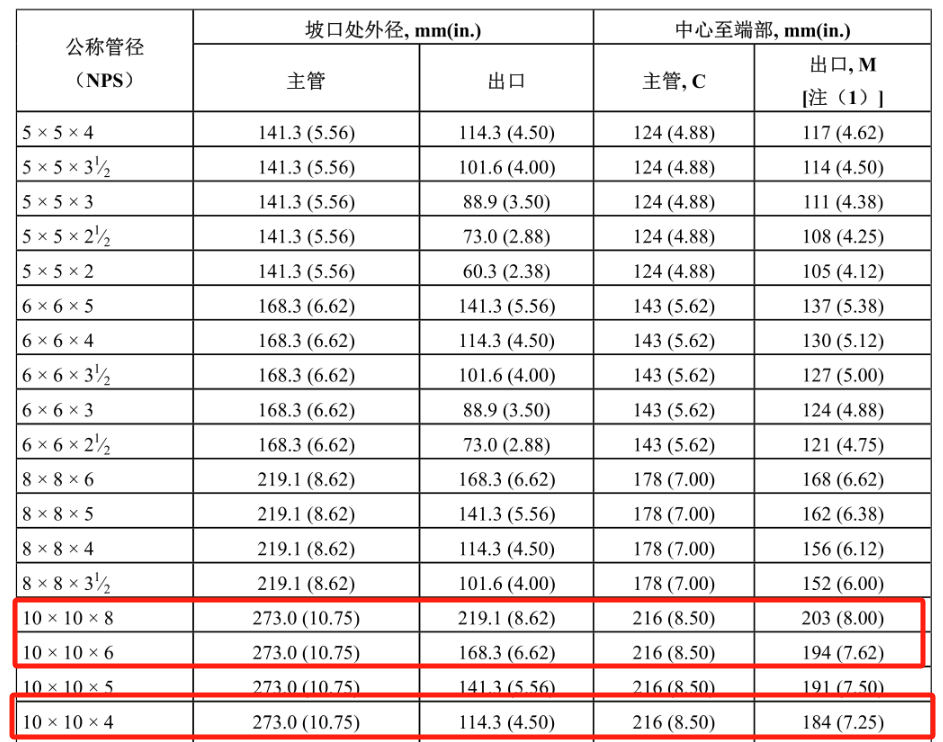 公称管径（NPS） 坡口处外径, mm(in.) 中心至端部, mm(in.)
主管 出口 主管, C 出口, M [注（1）]
5 × 5 × 4 141.3 (5.56) 114.3 (4.50) 124 (4.88) 117 (4.62)
5 × 5 × 3½ 141.3 (5.56) 101.6 (4.00) 124 (4.88) 114 (4.50)
5 × 5 × 3 141.3 (5.56) 88.9 (3.50) 124 (4.88) 111 (4.38)
5 × 5 × 2½ 141.3 (5.56) 73.0 (2.88) 124 (4.88) 108 (4.25)
5 × 5 × 2 141.3 (5.56) 60.3 (2.38) 124 (4.88) 105 (4.12)
6 × 6 × 5 168.3 (6.62) 141.3 (5.56) 143 (5.62) 137 (5.38)
6 × 6 × 4 168.3 (6.62) 114.3 (4.50) 143 (5.62) 130 (5.12)
6 × 6 × 3½ 168.3 (6.62) 101.6 (4.00) 143 (5.62) 127 (5.00)
6 × 6 × 3 168.3 (6.62) 88.9 (3.50) 143 (5.62) 124 (4.88)
6 × 6 × 2½ 168.3 (6.62) 73.0 (2.88) 143 (5.62) 121 (4.75)
8 × 8 × 6 219.1 (8.62) 168.3 (6.62) 178 (7.00) 168 (6.62)
8 × 8 × 5 219.1 (8.62) 141.3 (5.56) 178 (7.00) 162 (6.38)
8 × 8 × 4 219.1 (8.62) 114.3 (4.50) 178 (7.00) 156 (6.12)
8 × 8 × 3½ 219.1 (8.62) 101.6 (4.00) 178 (7.00) 152 (6.00)
10 × 10 × 8 273.0 (10.75) 219.1 (8.62) 216 (8.50) 203 (8.00)
10 × 10 × 6 273.0 (10.75) 168.3 (6.62) 216 (8.50) 194 (7.62)
10 × 10 × 5 273.0 (10.75) 141.3 (5.56) 216 (8.50) 191 (7.50)
10 × 10 × 4 273.0 (10.75) 114.3 (4.50) 216 (8.50) 184 (7.25)